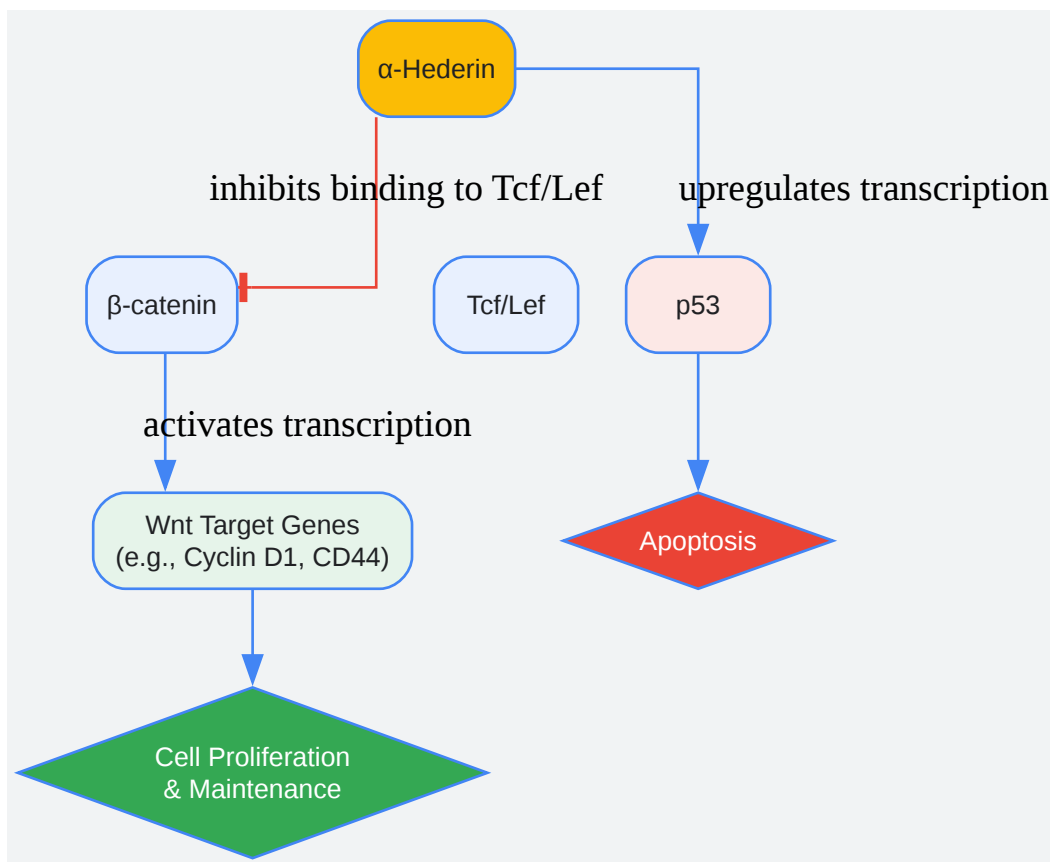 α-Hederin
inhibits binding to Tcf/Lef
upregulates transcription
β-catenin
Tcf/Lef
p53
activates transcription
Wnt Target Genes
(e.g., Cyclin D1, CD44)
Apoptosis
Cell Proliferation
& Maintenance